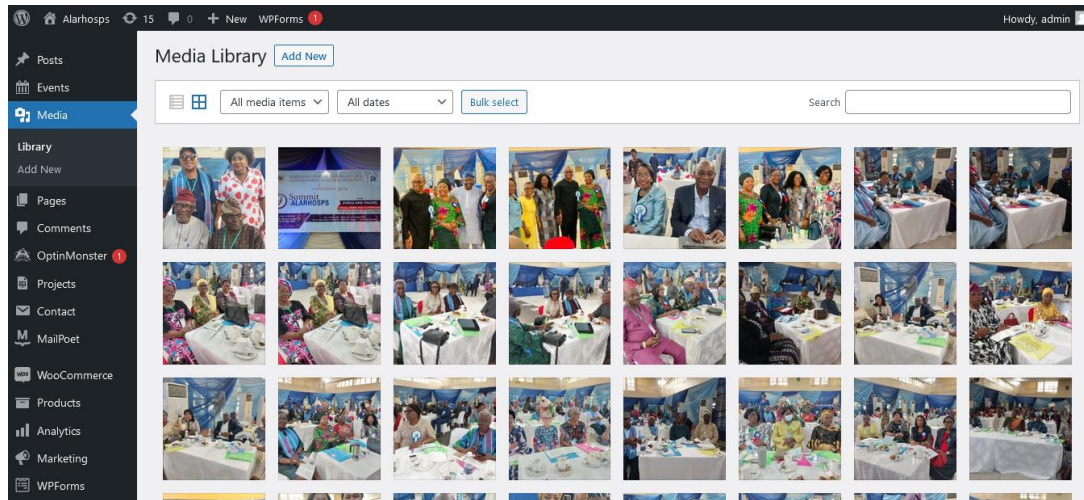 Alarhosps 15 0 + New WPForms 1 Howdy, admin
Posts
Events
Media
Library
Add New
Pages
Comments
OptinMonster 1
Projects
Contact
MailPoet
WooCommerce
Products
Analytics
Marketing
WPForms
Media Library Add New
All media items All dates Bulk select Search
Summit
ALARHOSPS